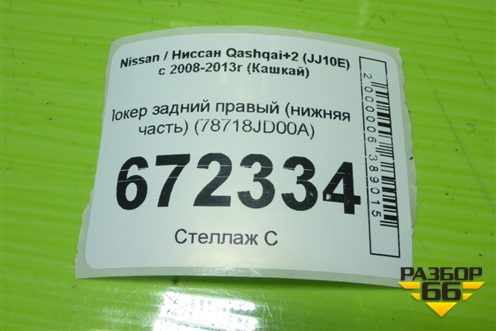 Nissan / Ниссан Qashqai+2 (JJ10E)
с 2008-2013г (Кашкай)
Локер задний правый (нижняя
часть) (78718JD00A)
672334
Стеллаж С
2000006389015
РАЗБОР
66